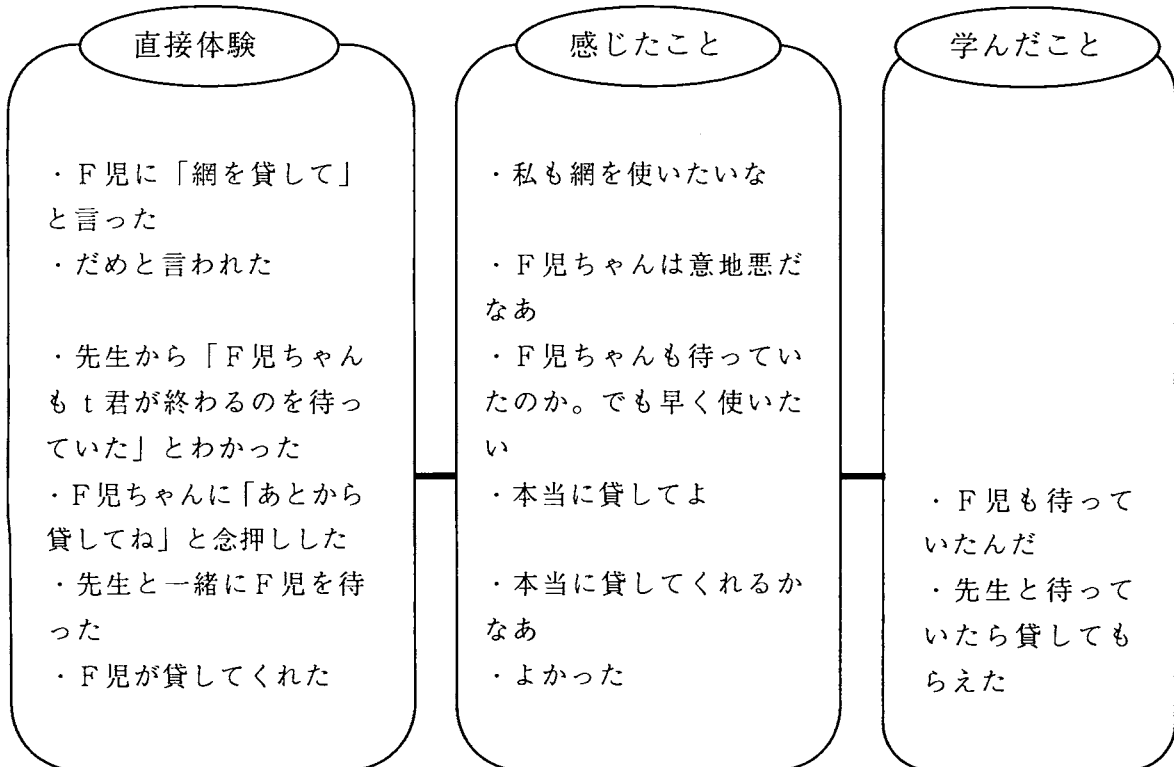 直接体験
・F児に「網を貸して」
と言った
・だめと言われた
・先生から「F児ちゃん
もt君が終わるのを待っ
ていた」とわかった
・F児ちゃんに「あとから
貸してね」と念押しした
・先生と一緒にF児を待
った
・F児が貸してくれた
感じたこと
・私も網を使いたいな
・F児ちゃんは意地悪だ
なあ
・F児ちゃんも待ってい
たのか。でも早く使いた
い
・本当に貸してよ
・本当に貸してくれるか
なあ
・よかった
学んだこと
・F児も待って
いたんだ
・先生と待って
いたら貸しても
らえた